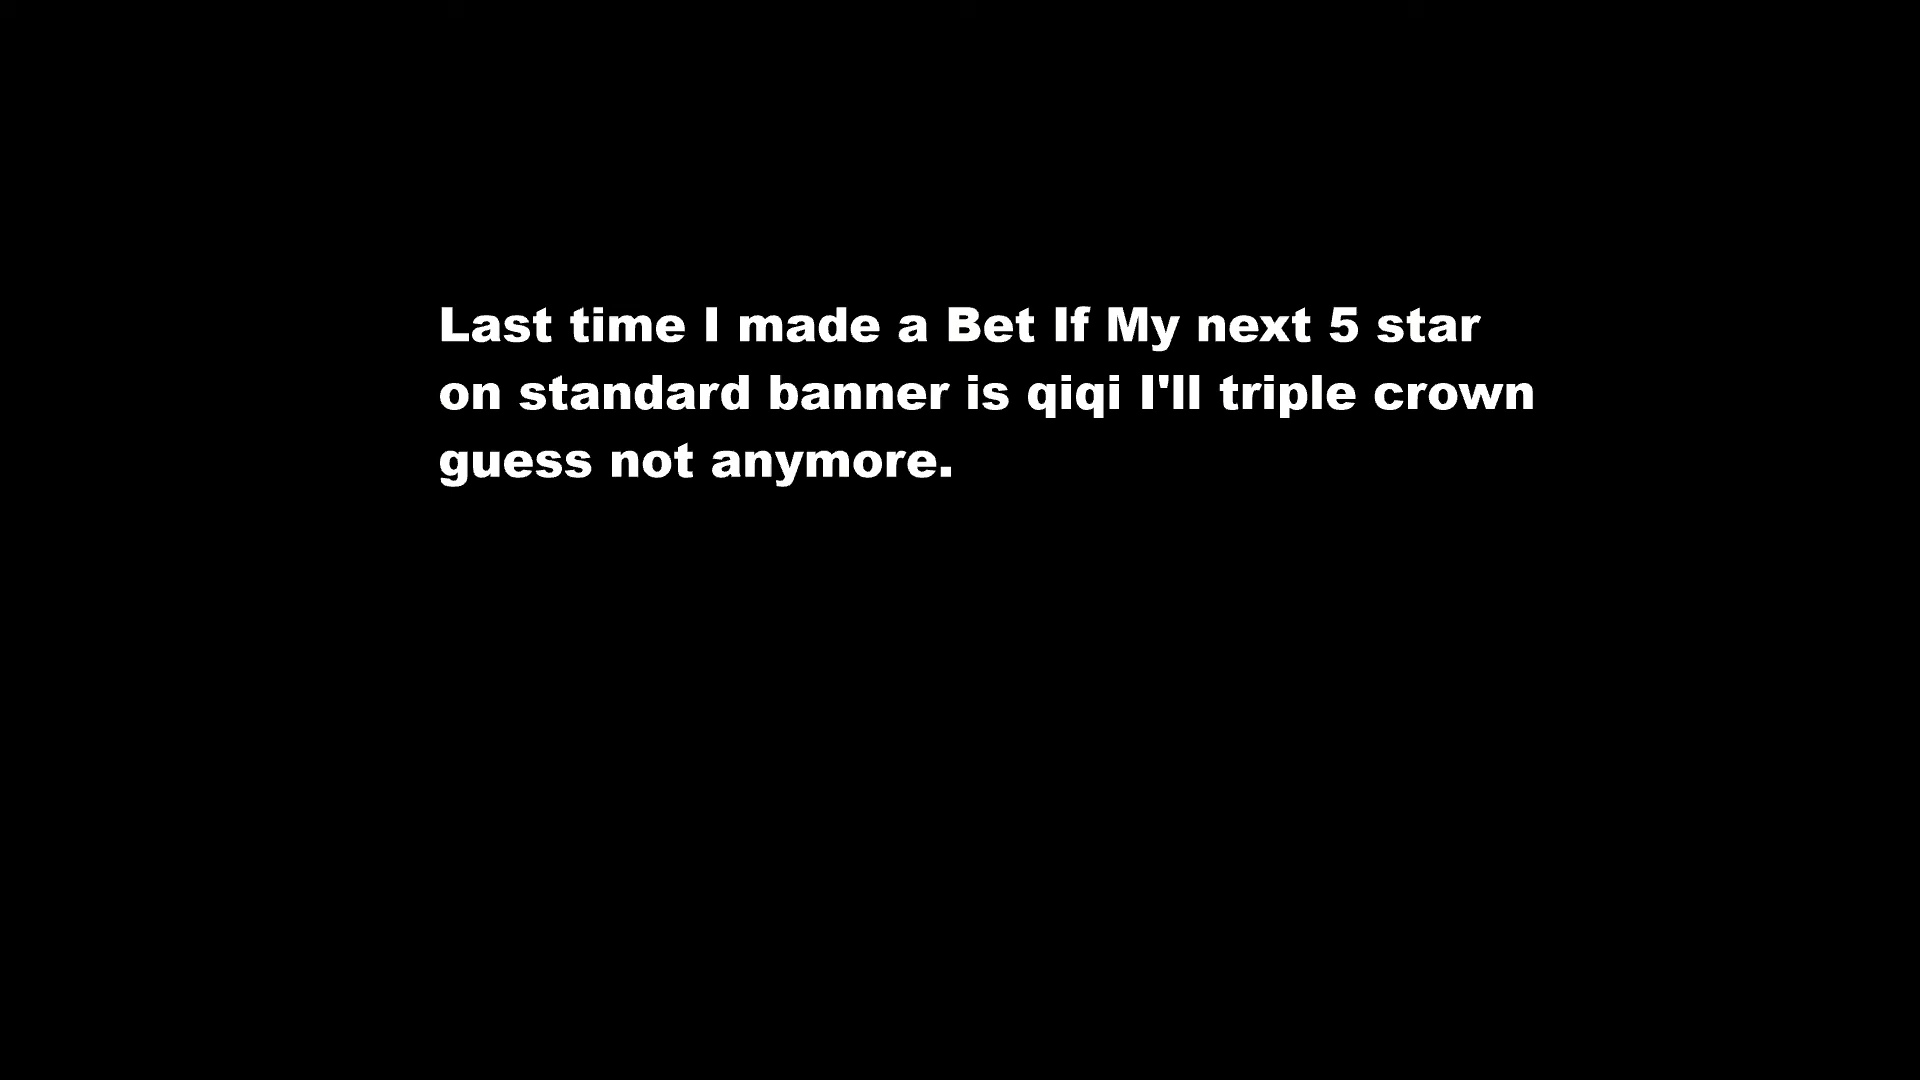 Last time I made a Bet If My next 5 star
on standard banner is qiqi I'll triple crown
guess not anymore.